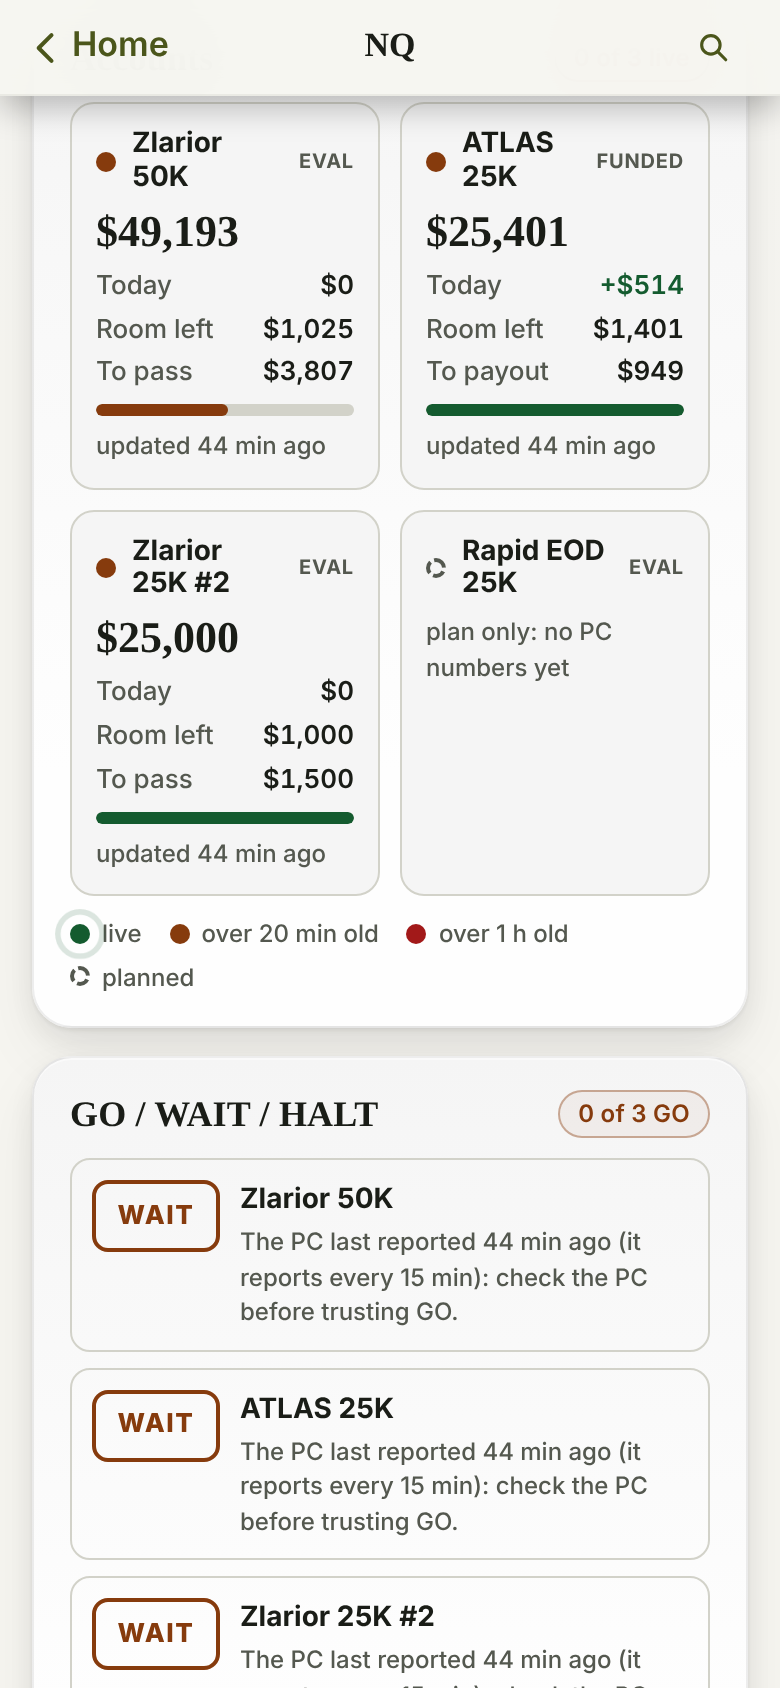 Home
NQ
Zlarior
50K
EVAL
$49,193
Today $0
Room left $1,025
To pass $3,807
updated 44 min ago
ATLAS
25K
FUNDED
$25,401
Today +$514
Room left $1,401
To payout $949
updated 44 min ago
Zlarior
25K #2
EVAL
$25,000
Today $0
Room left $1,000
To pass $1,500
updated 44 min ago
Rapid EOD
25K
EVAL
plan only: no PC
numbers yet
live over 20 min old over 1 h old
planned
GO / WAIT / HALT 0 of 3 GO
WAIT
Zlarior 50K
The PC last reported 44 min ago (it
reports every 15 min): check the PC
before trusting GO.
WAIT
ATLAS 25K
The PC last reported 44 min ago (it
reports every 15 min): check the PC
before trusting GO.
WAIT
Zlarior 25K #2
The PC last reported 44 min ago (it